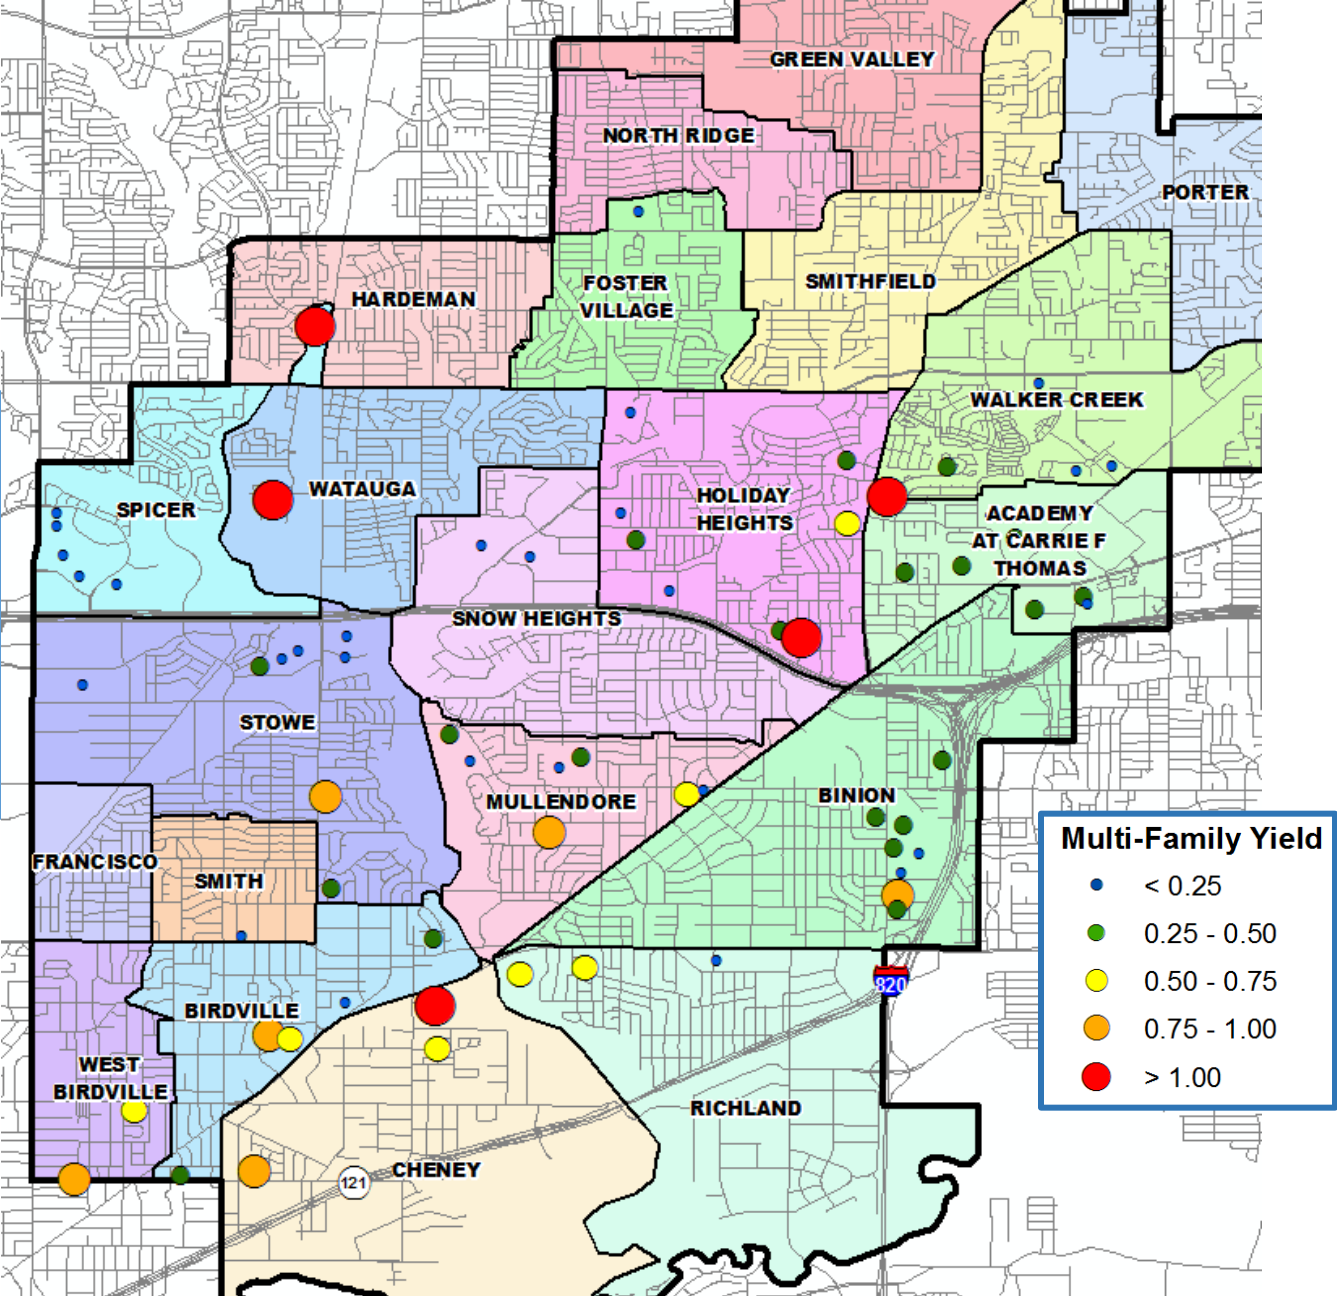 GREEN VALLEY
NORTH RIDGE
PORTER
SMITHFIELD
FOSTER
VILLAGE
HARDEMAN
WALKER CREEK
WATAUGA
HOLIDAY
HEIGHTS
SPICER
ACADEMY
AT CARRIE F
THOMAS
SNOW HEIGHTS
STOWE
MULLENDORE
BINION
FRANCISCO
SMITH
820
BIRDVILLE
WEST
BIRDVILLE
RICHLAND
CHENEY
121
Multi-Family Yield
< 0.25
0.25 - 0.50
0.50 - 0.75
0.75 - 1.00
> 1.00